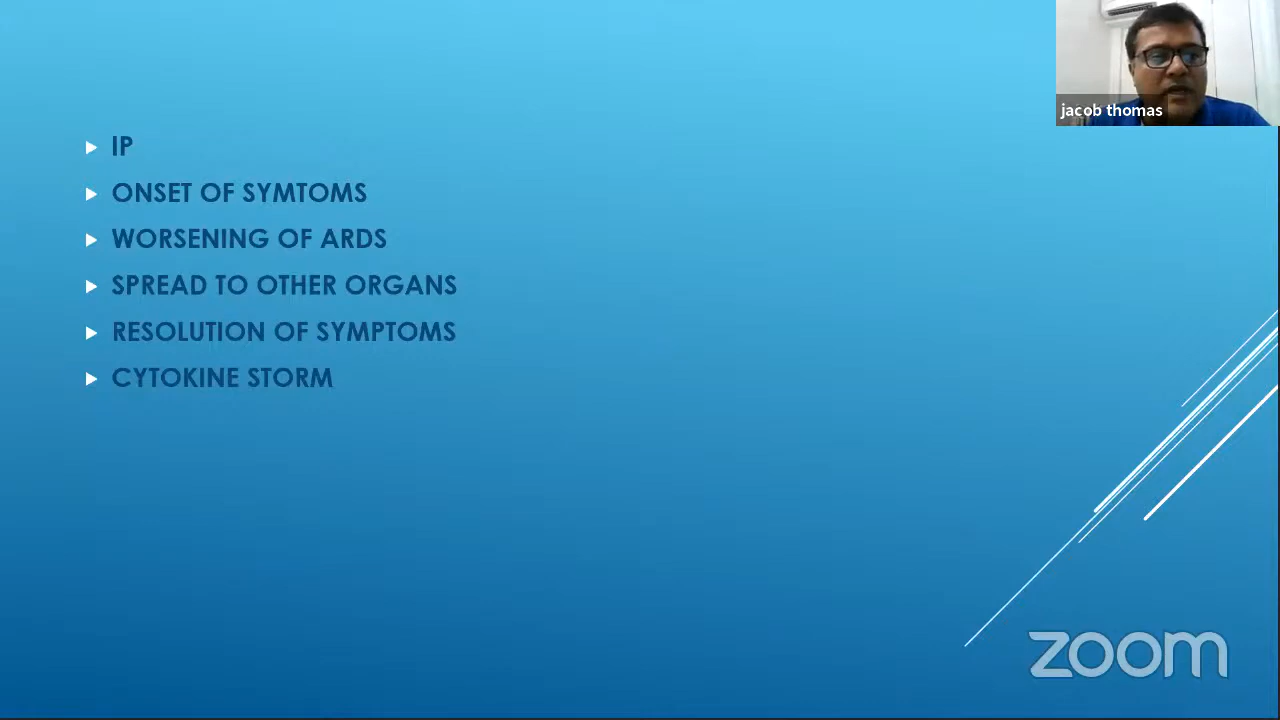 IP
ONSET OF SYMTOMS
WORSENING OF ARDS
SPREAD TO OTHER ORGANS
RESOLUTION OF SYMPTOMS
CYTOKINE STORM
jacob thomas
zoom